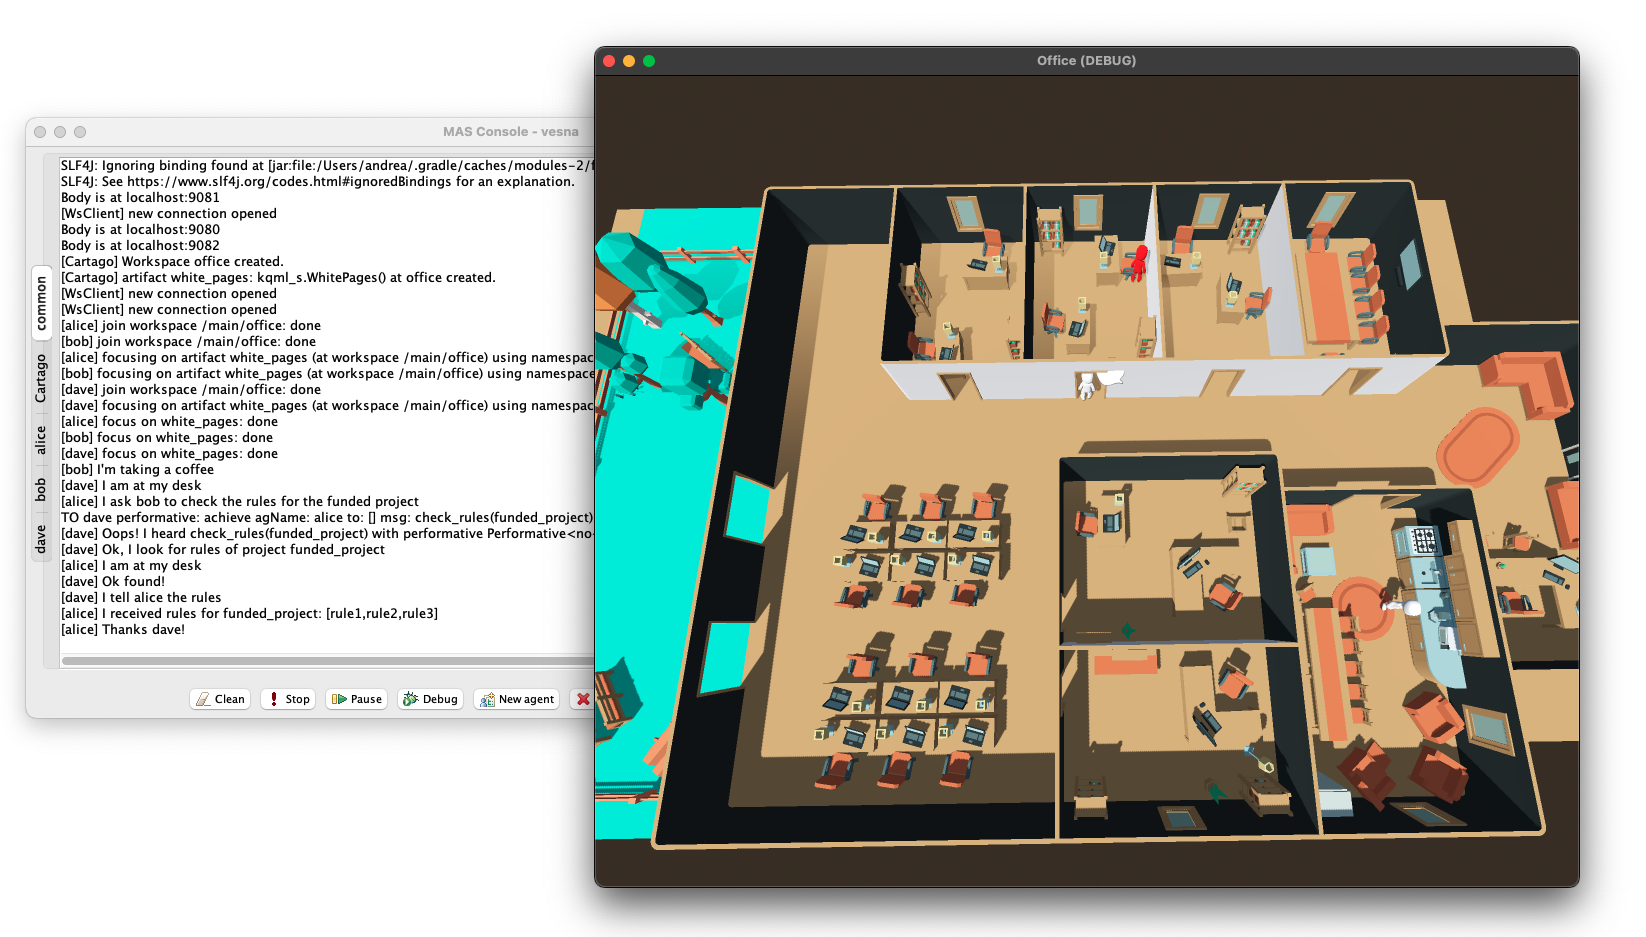 Office (DEBUG)
MAS Console - vesna
SLF4J: Ignoring binding found at [jar:file:/Users/andrea/.gradle/caches/modules-2/f
SLF4J: See https://www.slf4j.org/codes.html#ignoredBindings for an explanation.
Body is at localhost:9081
[WsClient] new connection opened
Body is at localhost:9080
Body is at localhost:9082
[Cartago] Workspace office created.
[Cartago] artifact white_pages: kqml_s.WhitePages() at office created.
[WsClient] new connection opened
[WsClient] new connection opened
[alice] join workspace /main/office: done
[bob] join workspace /main/office: done
[alice] focusing on artifact white_pages (at workspace /main/office) using namespac
[bob] focusing on artifact white_pages (at workspace /main/office) using namespace
[dave] join workspace /main/office: done
[dave] focusing on artifact white_pages (at workspace /main/office) using namespac
[alice] focus on white_pages: done
[bob] focus on white_pages: done
[dave] focus on white_pages: done
[bob] I'm taking a coffee
[dave] I am at my desk
[alice] I ask bob to check the rules for the funded project
TO dave performative: achieve agName: alice to: [] msg: check_rules(funded_project)
[dave] Oops! I heard check_rules(funded_project) with performative Performative<no-
[dave] Ok, I look for rules of project funded_project
[alice] I am at my desk
[dave] Ok found!
[dave] I tell alice the rules
[alice] I received rules for funded_project: [rule1,rule2,rule3]
[alice] Thanks dave!
common
Cartago
alice
bob
dave
Clean
Stop
Pause
Debug
New agent